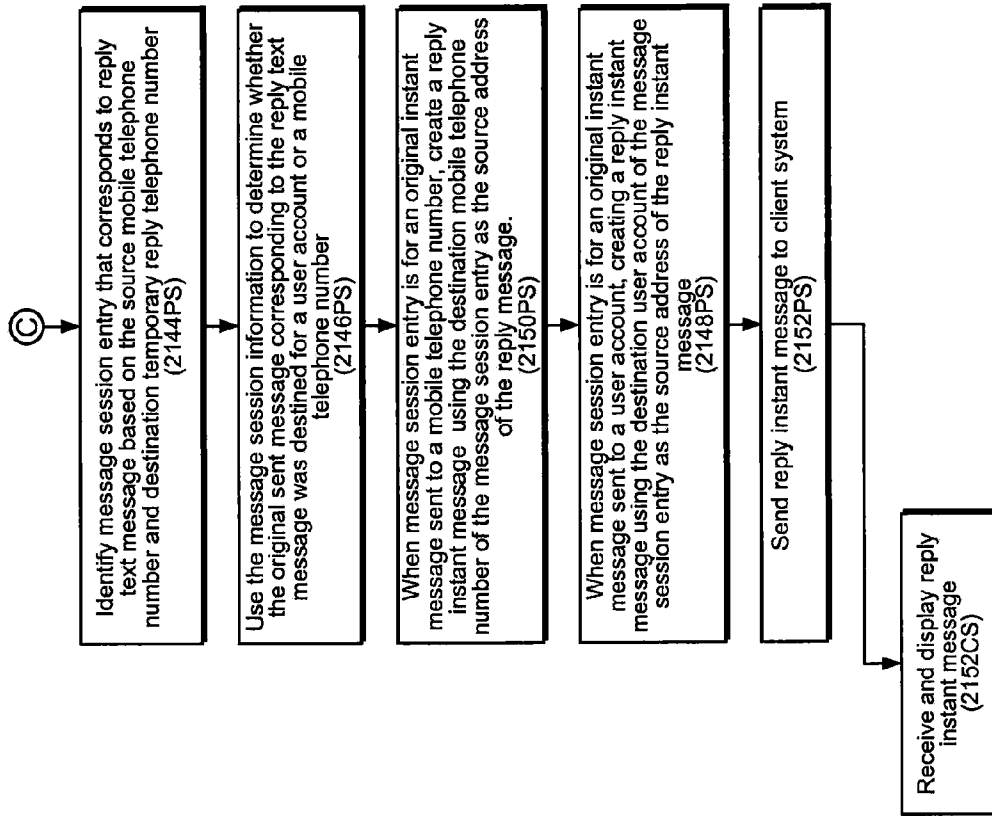 C
Identify message session entry that corresponds to reply
text message based on the source mobile telephone
number and destination temporary reply telephone number
(2144PS)
Use the message session information to determine whether
the original sent message corresponding to the reply text
message was destined for a user account or a mobile
telephone number
(2146PS)
When message session entry is for an original instant
message sent to a mobile telephone number, create a reply
instant message using the destination mobile telephone
number of the message session entry as the source address
of the reply message.
(2150PS)
When message session entry is for an original instant
message sent to a user account, creating a reply instant
message using the destination user account of the message
session entry as the source address of the reply instant
message
(2148PS)
Send reply instant message to client system
(2152PS)
Receive and display reply
instant message
(2152CS)